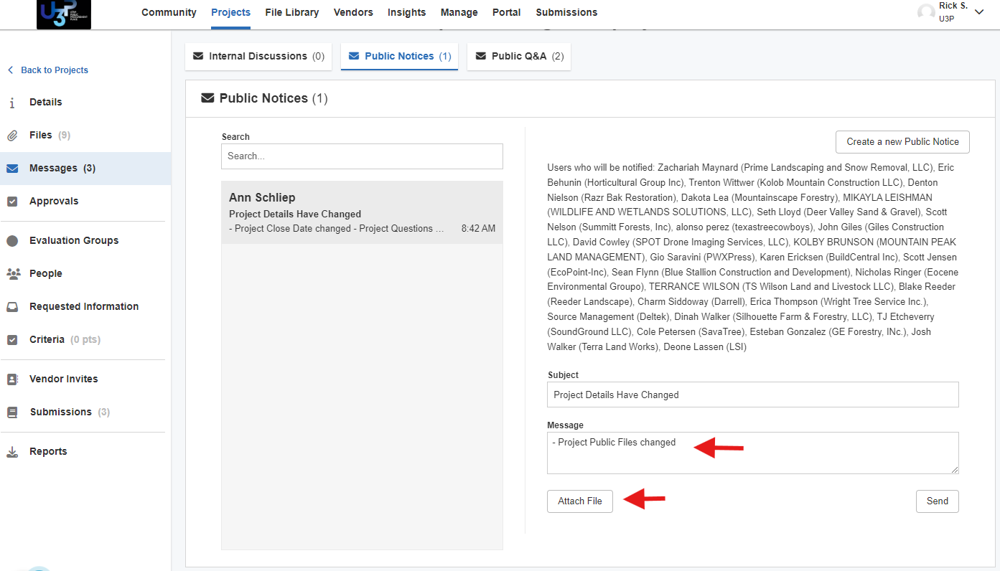 U3P
UTAH
PUBLIC
PROCUREMENT
PLACE
Community
Projects
File Library
Vendors
Insights
Manage
Portal
Submissions
Rick S.
U3P
Back to Projects
Details
Files (9)
Messages (3)
Approvals
Evaluation Groups
People
Requested Information
Criteria (0 pts)
Vendor Invites
Submissions (3)
Reports
Internal Discussions (0)
Public Notices (1)
Public Q&A (2)
Public Notices (1)
Search
Search...
Ann Schliep
Project Details Have Changed
- Project Close Date changed - Project Questions ...
8:42 AM
Create a new Public Notice
Users who will be notified: Zachariah Maynard (Prime Landscaping and Snow Removal, LLC), Eric
Behunin (Horticultural Group Inc), Trenton Wittwer (Kolob Mountain Construction LLC), Denton
Nielson (Razr Bak Restoration), Dakota Lea (Mountainscape Forestry), MIKAYLA LEISHMAN
(WILDLIFE AND WETLANDS SOLUTIONS, LLC), Seth Lloyd (Deer Valley Sand & Gravel), Scott
Nelson (Summitt Forests, Inc), alonso perez (texastreecowboys), John Giles (Giles Construction
LLC), David Cowley (SPOT Drone Imaging Services, LLC), KOLBY BRUNSON (MOUNTAIN PEAK
LAND MANAGEMENT), Gio Saravini (PWXPress), Karen Ericksen (BuildCentral Inc), Scott Jensen
(EcoPoint-Inc), Sean Flynn (Blue Stallion Construction and Development), Nicholas Ringer (Eocene
Environmental Groupo), TERRANCE WILSON (TS Wilson Land and Livestock LLC), Blake Reeder
(Reeder Landscape), Charm Siddoway (Darrell), Erica Thompson (Wright Tree Service Inc.),
Source Management (Deltek), Dinah Walker (Silhouette Farm & Forestry, LLC), TJ Etcheverry
(SoundGround LLC), Cole Petersen (SavaTree), Esteban Gonzalez (GE Forestry, INc.), Josh
Walker (Terra Land Works), Deone Lassen (LSI)
Subject
Project Details Have Changed
Message
- Project Public Files changed
Attach File
Send